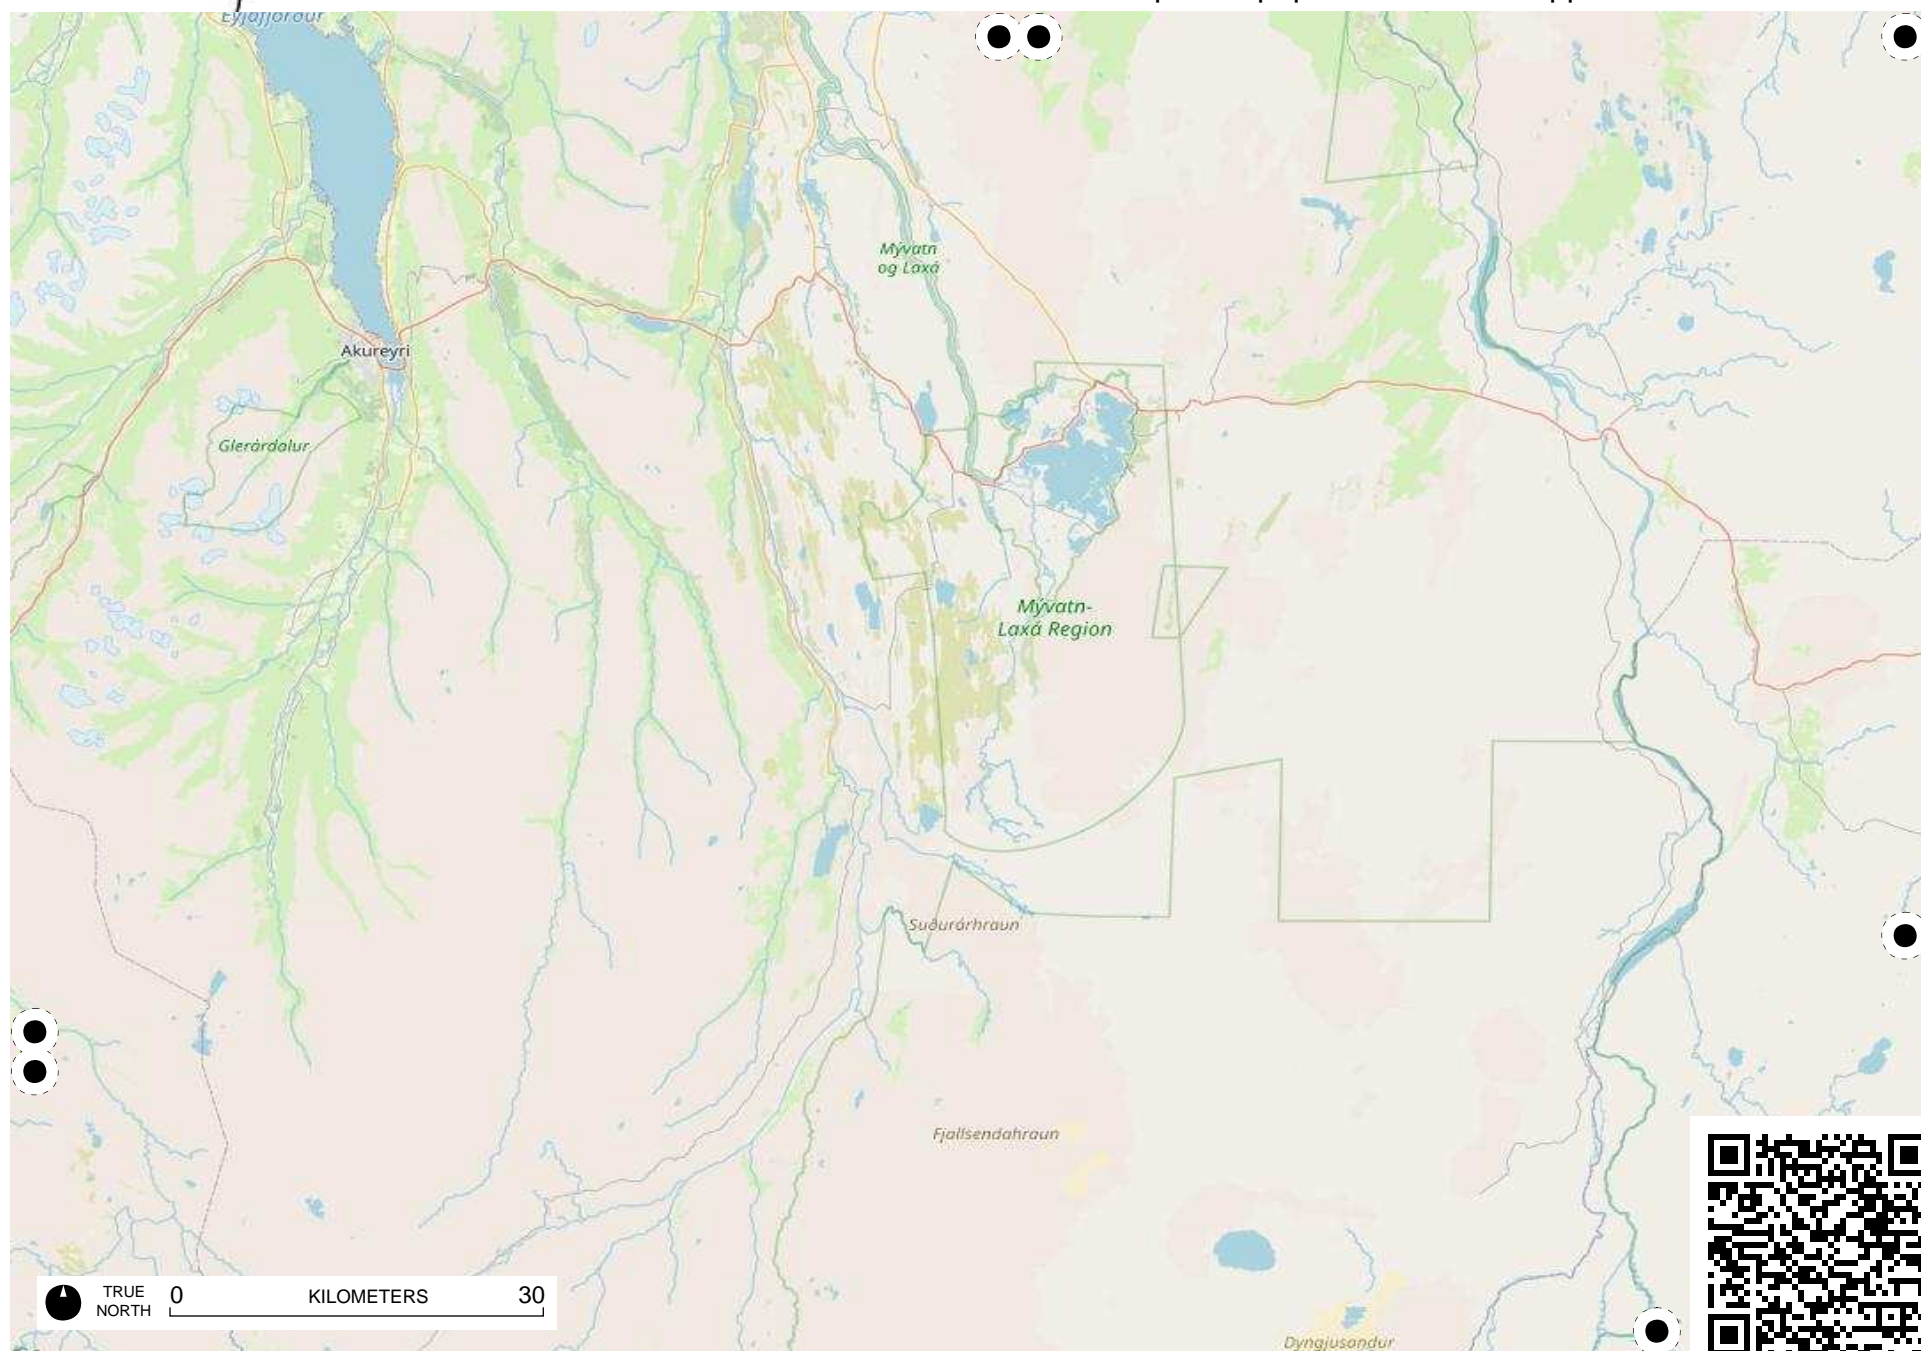 Eyjafjörður
Mývatn
og Laxá
Akureyri
Glerárdalur
Mývatn-
Laxá Region
Suðurárhraun
Fjallsendahraun
TRUE
NORTH
0
KILOMETERS
30
Dyngjusandur